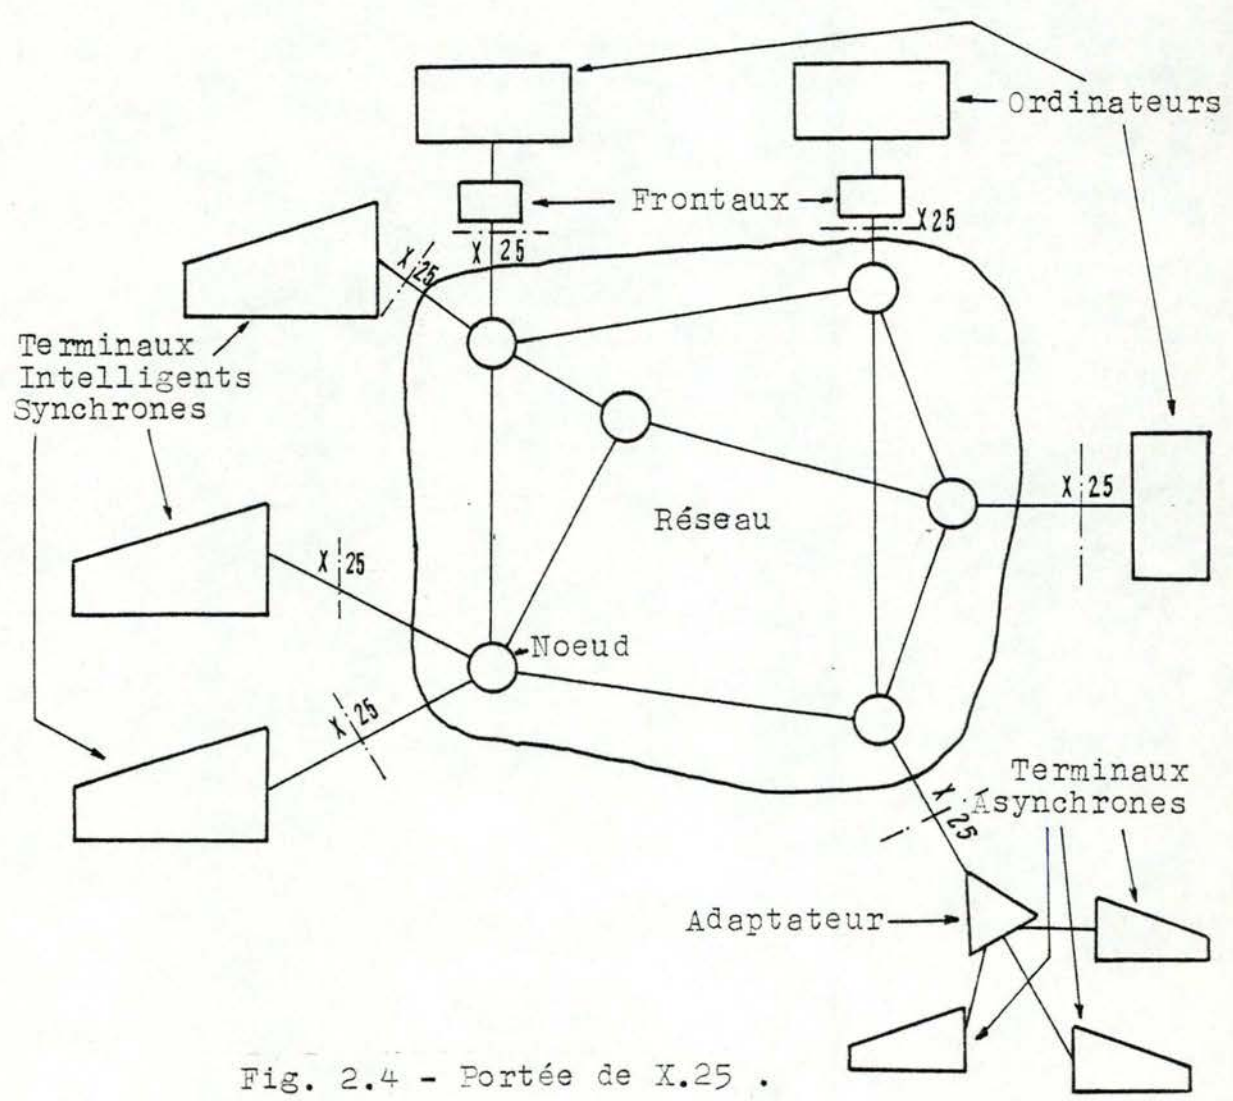 Ordinateurs
Frontaux
X 25
X 25
X 25
Terminaux
Intelligents
Synchrones
X 25
Réseau
X 25
Noeud
X 25
Terminaux
Asynchrones
X 25
Adaptateur
Fig. 2.4 - Portée de X.25 .